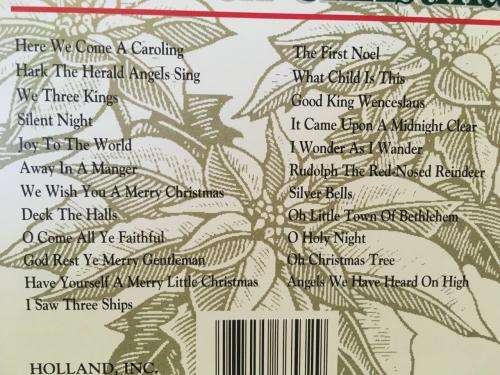 Here We Come A Caroling
Hark The Herald Angels Sing
We Three Kings
Silent Night
Joy To The World
Away In A Manger
We Wish You A Merry Christmas
Deck The Halls
O Come All Ye Faithful
God Rest Ye Merry Gentleman
Have Yourself A Merry Little Christmas
I Saw Three Ships
The First Noel
What Child Is This
Good King Wenceslaus
It Came Upon A Midnight Clear
I Wonder As I Wander
Rudolph The Red-Nosed Reindeer
Silver Bells
Oh Little Town Of Bethlehem
O Holy Night
Oh Christmas Tree
Angels We Have Heard On High
HOLLAND, INC.